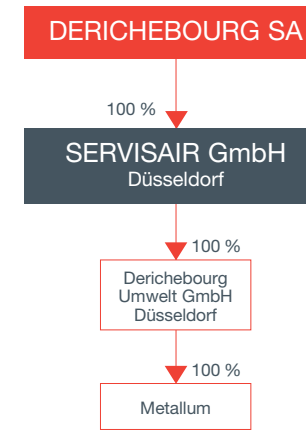 DERICHEBOURG SA
100 %
SERVISAIR GmbH
Düsseldorf
100 %
Derichebourg
Umwelt GmbH
Düsseldorf
100 %
Metallum